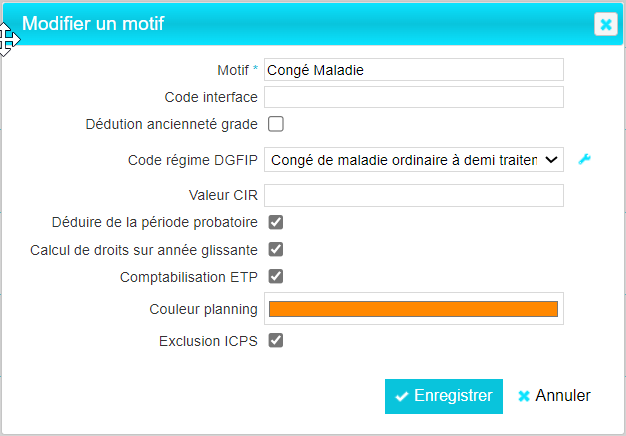 Modifier un motif
Motif * Congé Maladie
Code interface
Dédution ancienneté grade
Code régime DGFIP Congé de maladie ordinaire à demi traiten
Valeur CIR
Déduire de la période probatoire
Calcul de droits sur année glissante
Comptabilisation ETP
Couleur planning
Exclusion ICPS
Enregistrer Annuler